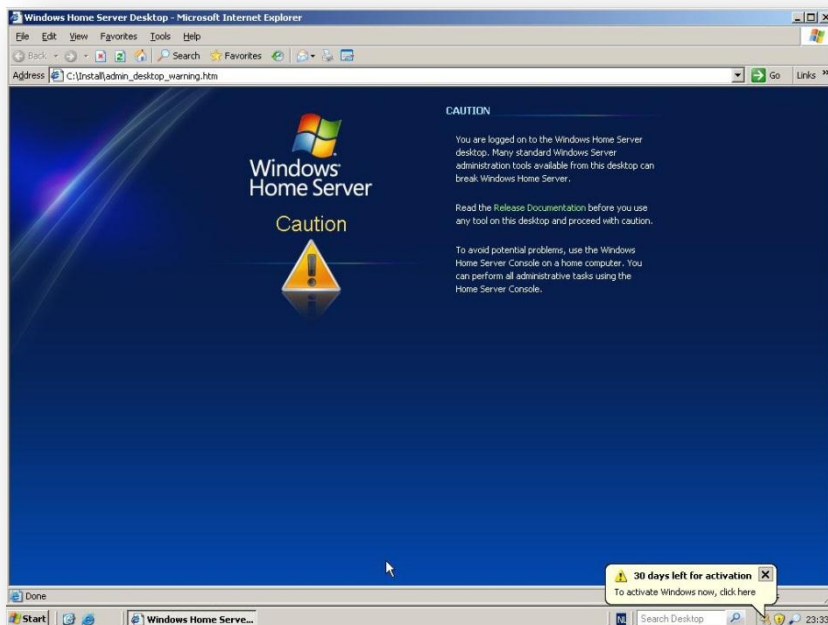 Windows Home Server Desktop - Microsoft Internet Explorer
File Edit View Favorites Tools Help
Back Search Favorites
Address C:\Install\admin_desktop_warning.htm Go Links »
CAUTION
You are logged on to the Windows Home Server
desktop. Many standard Windows Server
administration tools available from this desktop can
break Windows Home Server.
Read the Release Documentation before you use
any tool on this desktop and proceed with caution.
To avoid potential problems, use the Windows
Home Server Console on a home computer. You
can perform all administrative tasks using the
Home Server Console.
Windows
Home Server
Caution
30 days left for activation
To activate Windows now, click here
Done
Start Windows Home Serve... NL Search Desktop 23:33